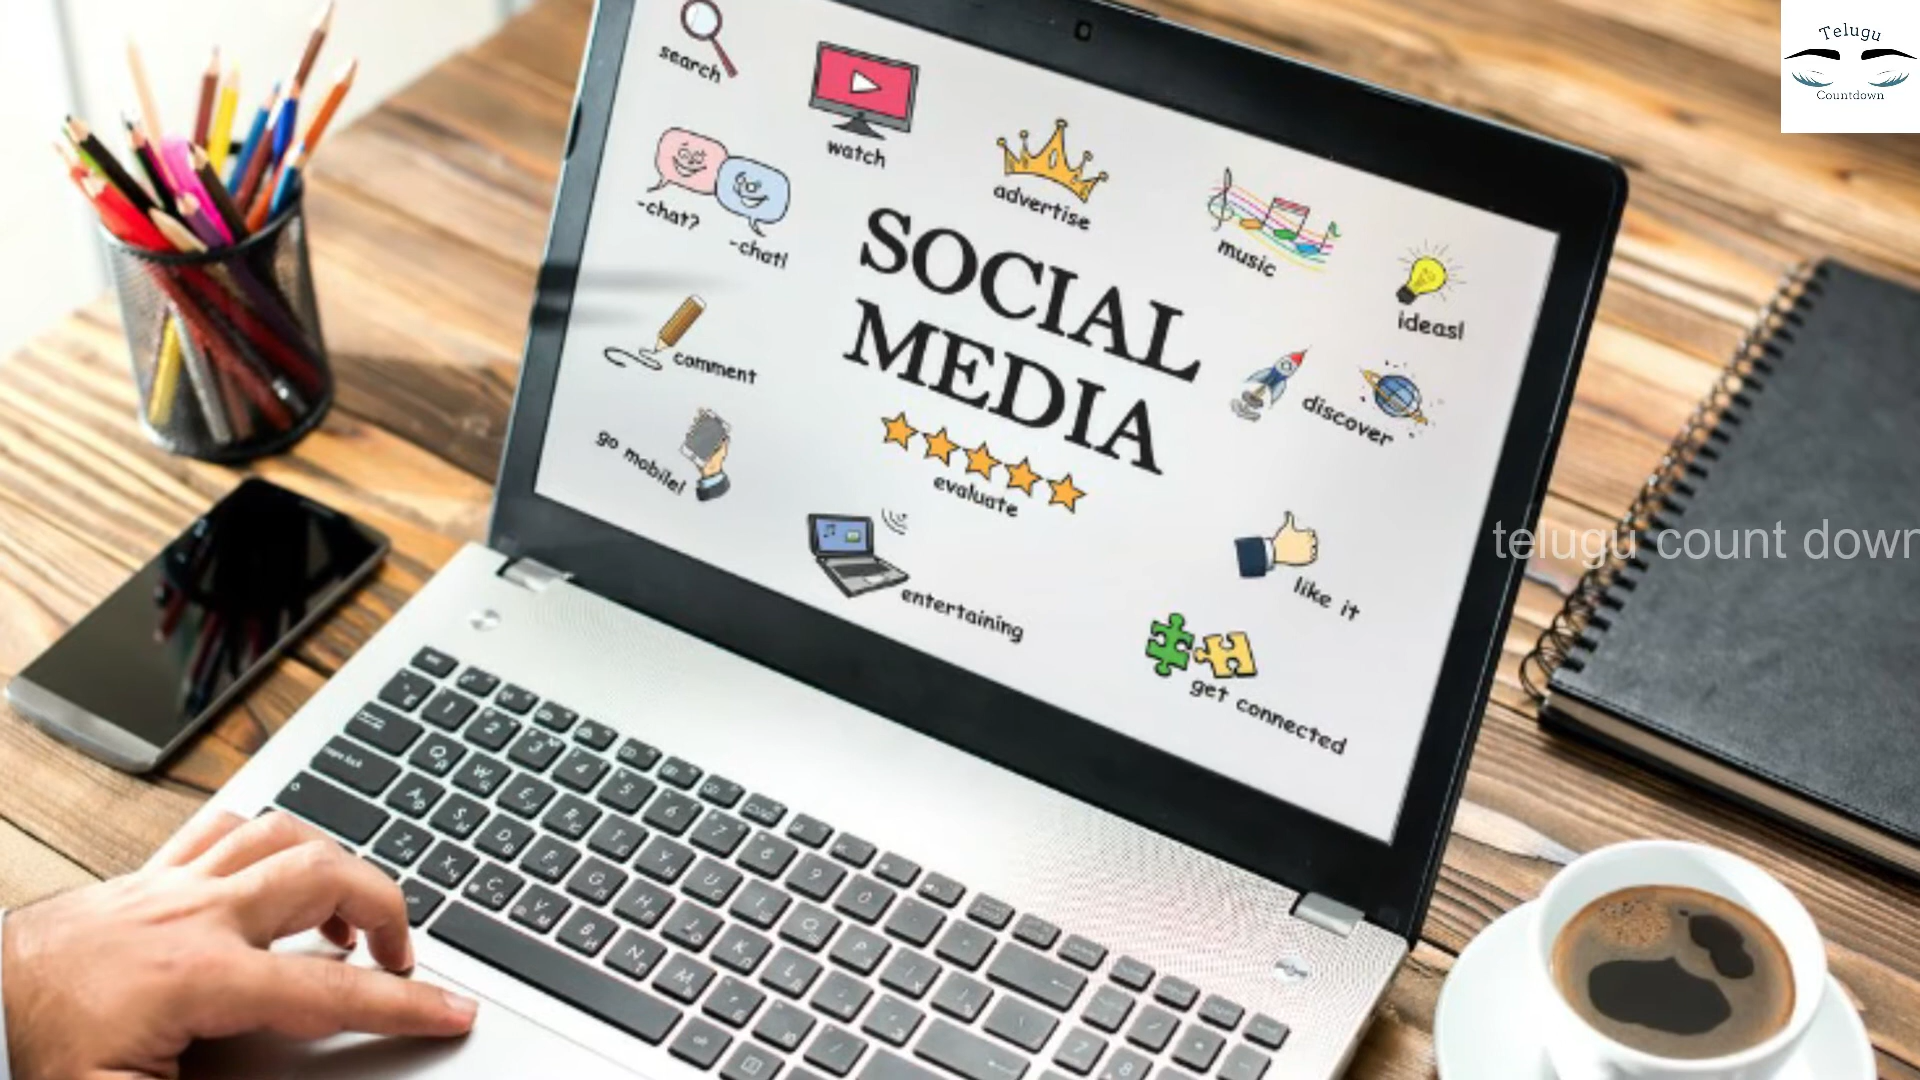 Telugu
Countdown
search
watch
advertise
music
ideas!
-chat?
-chat!
SOCIAL
MEDIA
comment
discover
go mobile!
evaluate
like it
entertaining
get connected
telugu count down